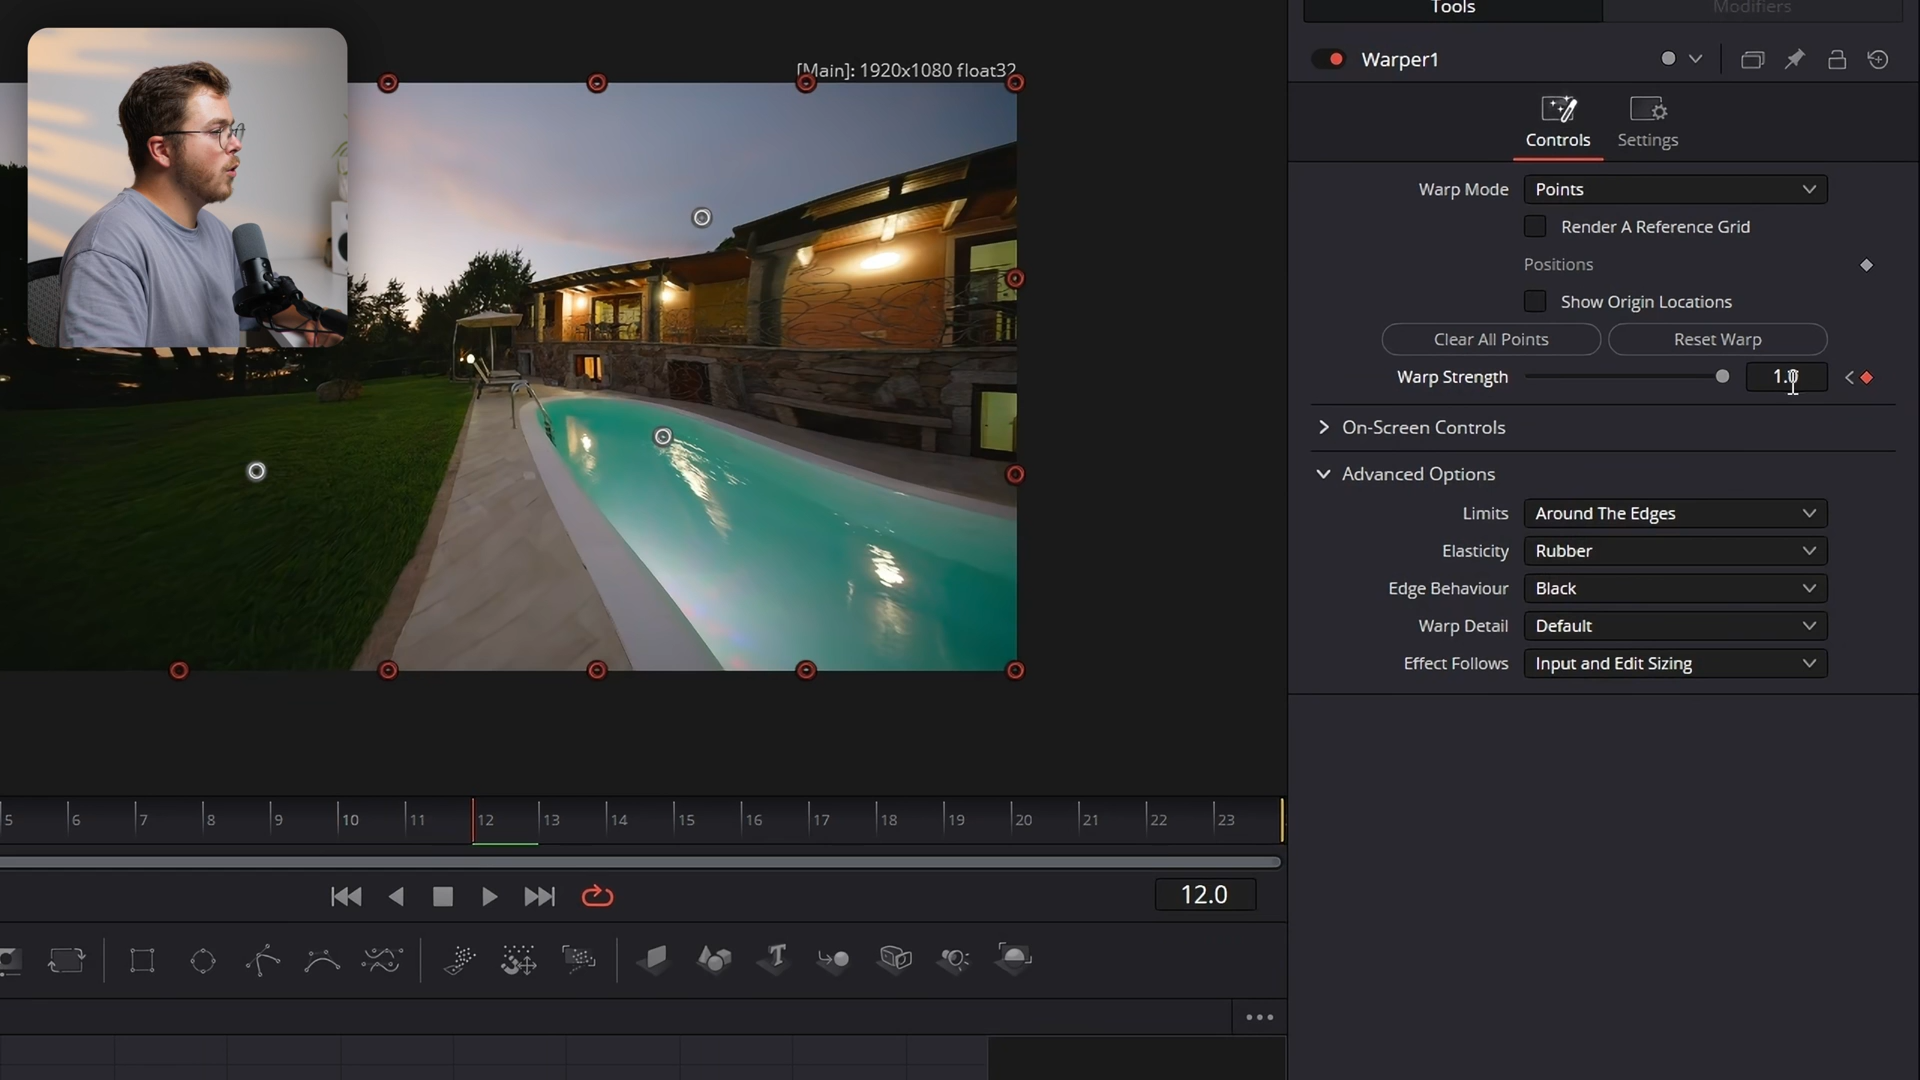 Tools
Modifiers
Warper1
[Main]: 1920x1080 float32
Controls
Settings
Warp Mode
Points
Render A Reference Grid
Positions
Show Origin Locations
Clear All Points
Reset Warp
Warp Strength
1.0
On-Screen Controls
Advanced Options
Limits
Around The Edges
Elasticity
Rubber
Edge Behaviour
Black
Warp Detail
Default
Effect Follows
Input and Edit Sizing
5 6 7 8 9 10 11 12 13 14 15 16 17 18 19 20 21 22 23
12.0
T